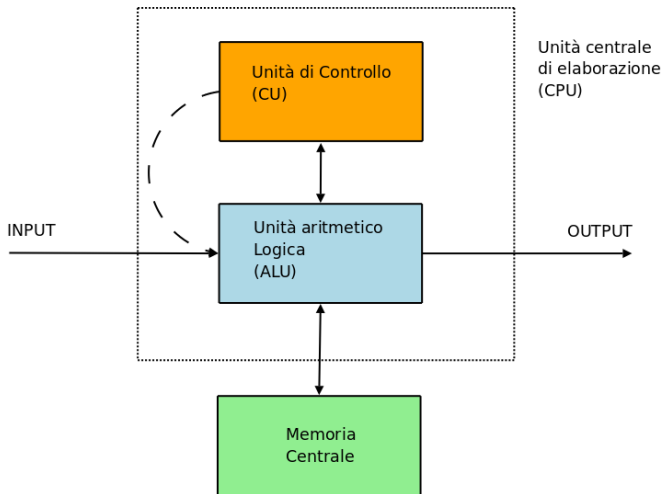 Unità di Controllo
(CU)
Unità centrale
di elaborazione
(CPU)
INPUT
Unità aritmetico
Logica
(ALU)
OUTPUT
Memoria
Centrale